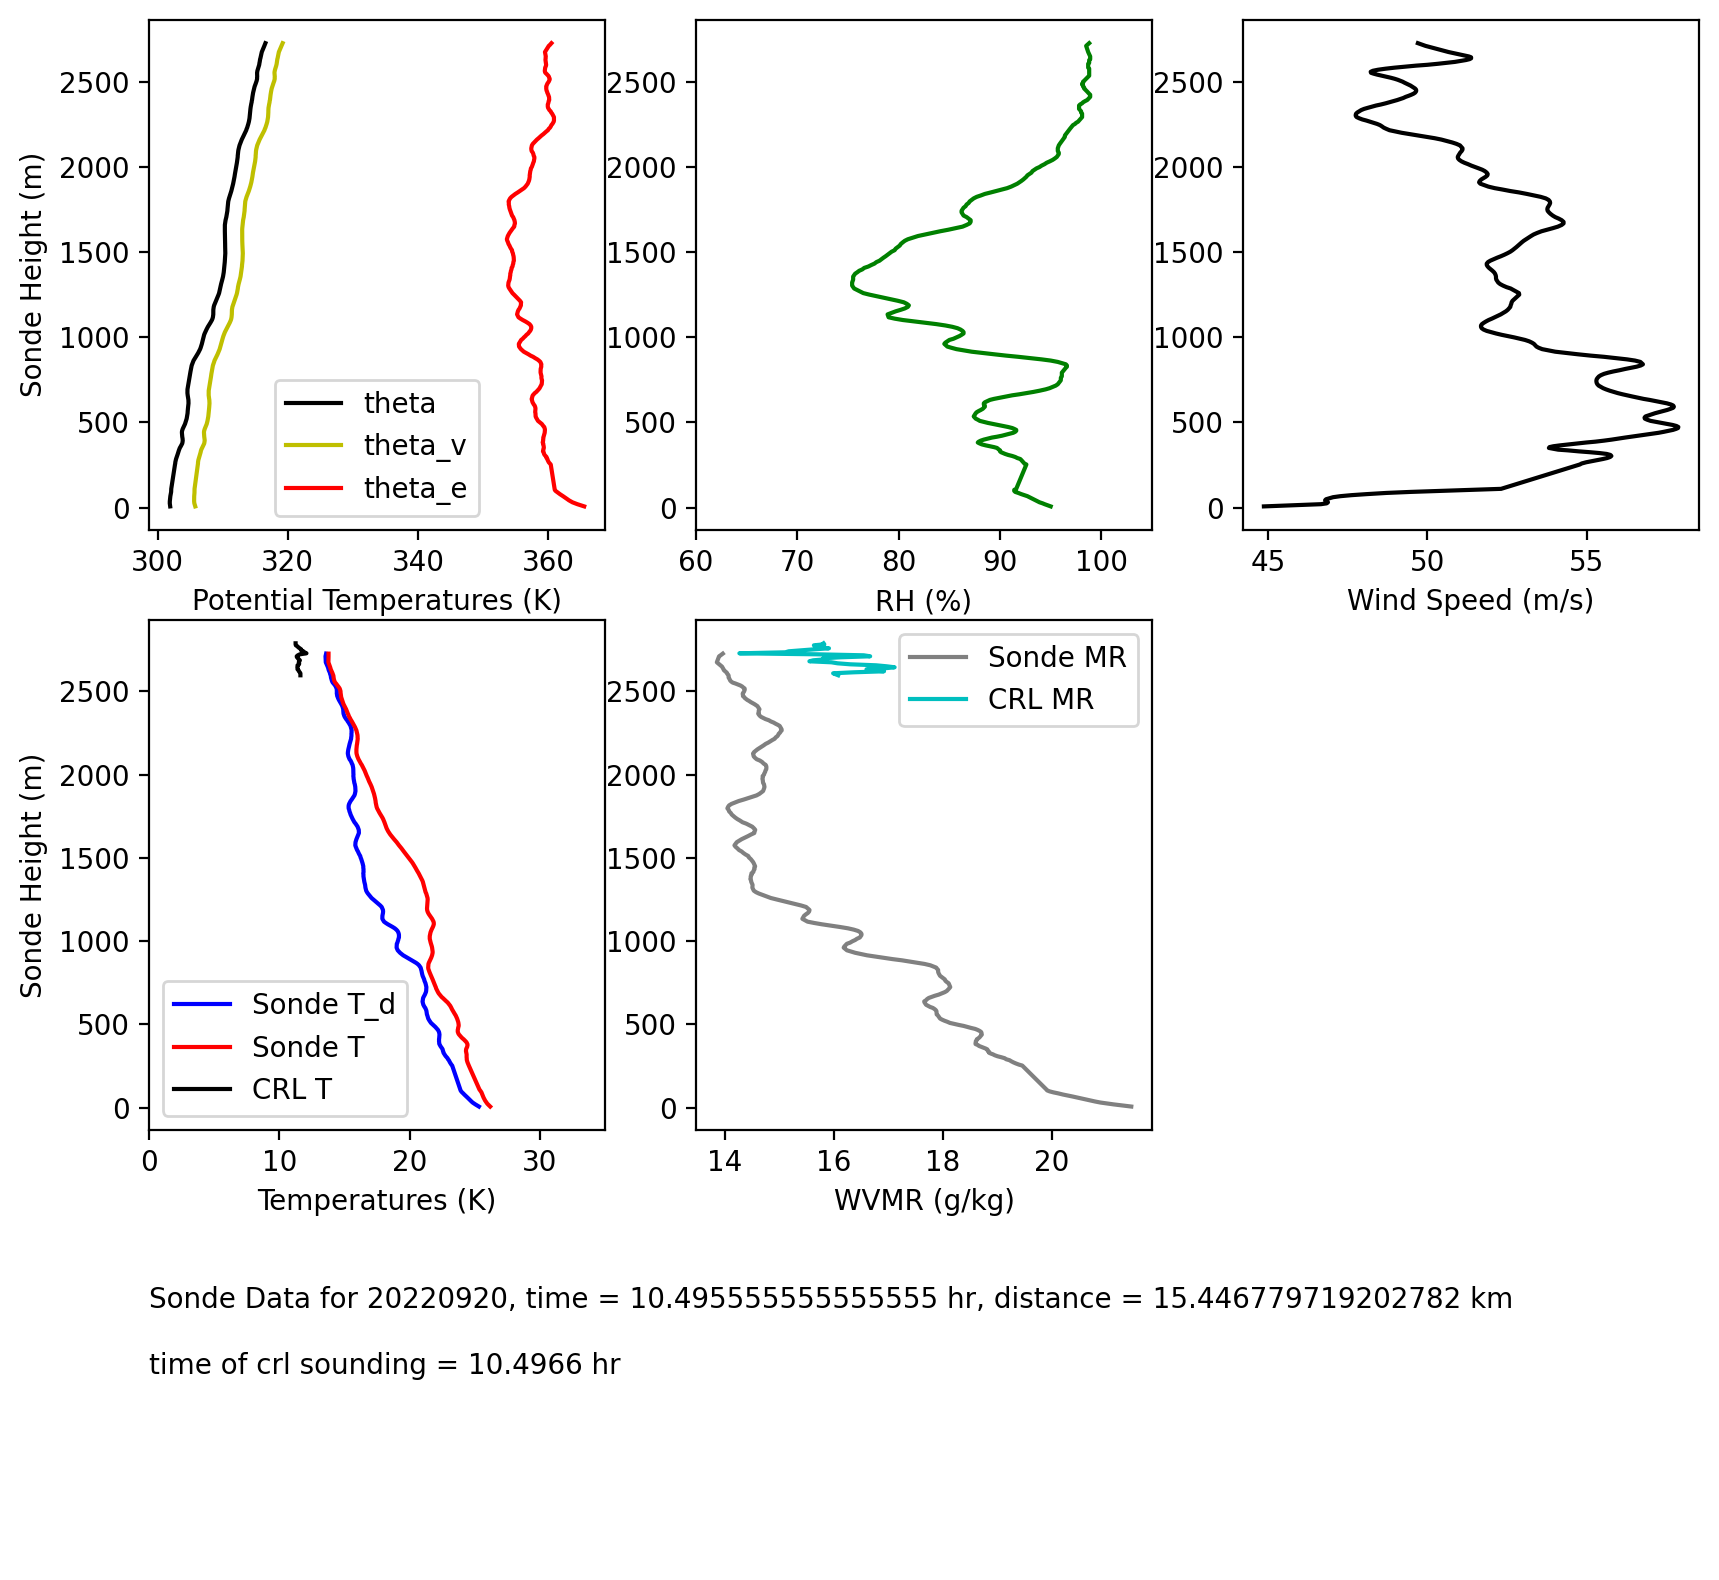 2500
2000
1500
1000
500
0
Sonde Height (m)
theta
theta_v
theta_e
300 320 340 360
Potential Temperatures (K)
2500
2000
1500
1000
500
0
60 70 80 90 100
RH (%)
2500
2000
1500
1000
500
0
45 50 55
Wind Speed (m/s)
2500
2000
1500
1000
500
0
Sonde Height (m)
Sonde T_d
Sonde T
CRL T
0 10 20 30
Temperatures (K)
2500
2000
1500
1000
500
0
Sonde MR
CRL MR
14 16 18 20
WVMR (g/kg)
Sonde Data for 20220920, time = 10.495555555555555 hr, distance = 15.446779719202782 km
time of crl sounding = 10.4966 hr